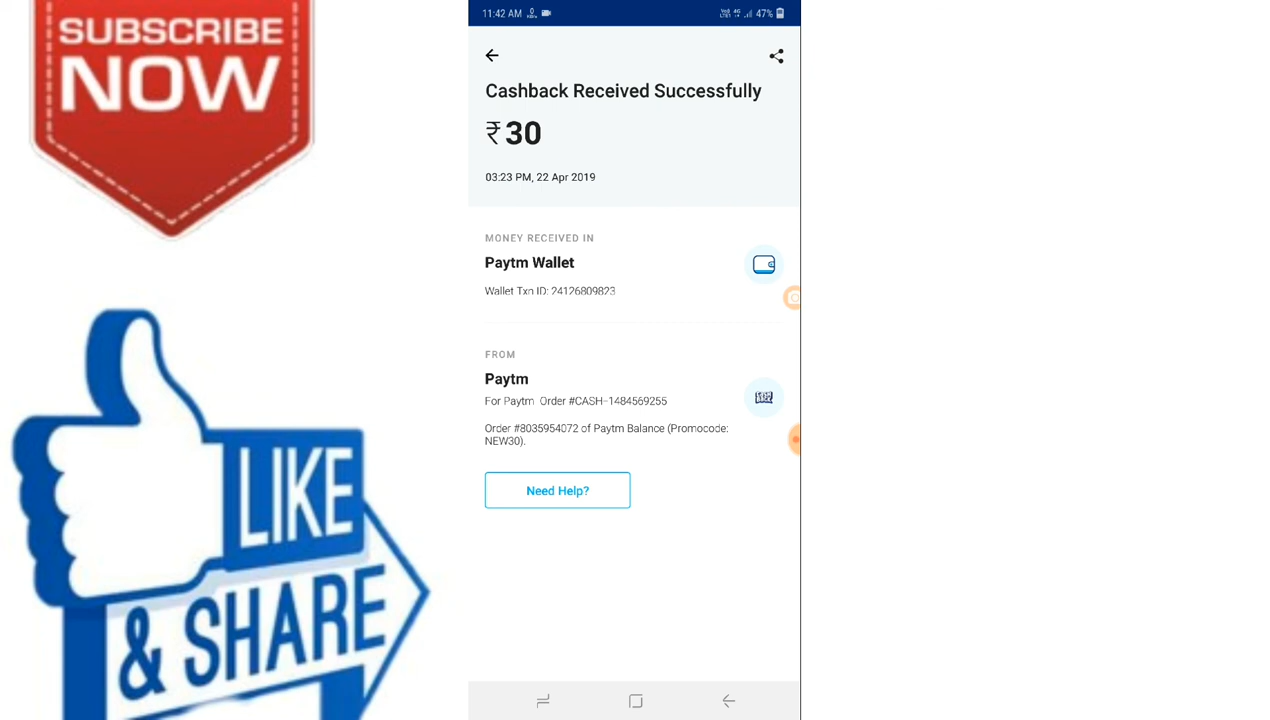 SUBSCRIBE
NOW
LIKE
& SHARE
11:42 AM
47%
Cashback Received Successfully
₹30
03:23 PM, 22 Apr 2019
MONEY RECEIVED IN
Paytm Wallet
Wallet Txn ID: 24126809823
FROM
Paytm
For Paytm Order #CASH-1484569255
Order #8035954072 of Paytm Balance (Promocode:
NEW30).
Need Help?